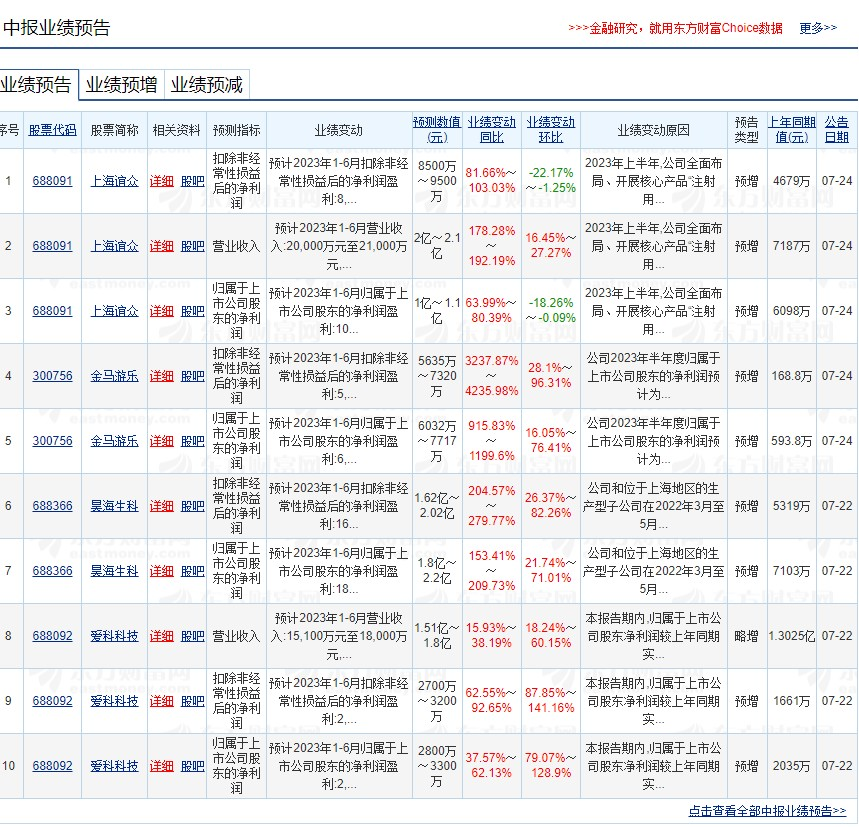 中报业绩预告
>>>金融研究，就用东方财富Choice数据 更多>>
业绩预告 业绩预增 业绩预减
序号 股票代码 股票简称 相关资料 预测指标 业绩变动 预测数值(元) 业绩变动同比 业绩变动环比 业绩变动原因 预告类型 上年同期值(元) 公告日期
1 688091 上海谊众 详细 股吧 扣除非经常性损益后的净利润 预计2023年1-6月扣除非经常性损益后的净利润盈利:8,... 8500万～9500万 81.66%～103.03% -22.17%～-1.25% 2023年上半年,公司全面布局、开展核心产品“注射用... 预增 4679万 07-24
2 688091 上海谊众 详细 股吧 营业收入 预计2023年1-6月营业收入:20,000万元至21,000万元,... 2亿～2.1亿 178.28%～192.19% 16.45%～27.27% 2023年上半年,公司全面布局、开展核心产品“注射用... 预增 7187万 07-24
3 688091 上海谊众 详细 股吧 归属于上市公司股东的净利润 预计2023年1-6月归属于上市公司股东的净利润盈利:10... 1亿～1.1亿 63.99%～80.39% -18.26%～-0.09% 2023年上半年,公司全面布局、开展核心产品“注射用... 预增 6098万 07-24
4 300756 金马游乐 详细 股吧 扣除非经常性损益后的净利润 预计2023年1-6月扣除非经常性损益后的净利润盈利:5,... 5635万～7320万 3237.87%～4235.98% 28.1%～96.31% 公司2023年半年度归属于上市公司股东的净利润预计为... 预增 168.8万 07-24
5 300756 金马游乐 详细 股吧 归属于上市公司股东的净利润 预计2023年1-6月归属于上市公司股东的净利润盈利:6,... 6032万～7717万 915.83%～1199.6% 16.05%～76.41% 公司2023年半年度归属于上市公司股东的净利润预计为... 预增 593.8万 07-24
6 688366 昊海生科 详细 股吧 扣除非经常性损益后的净利润 预计2023年1-6月扣除非经常性损益后的净利润盈利:16... 1.62亿～2.02亿 204.57%～279.77% 26.37%～82.26% 公司和位于上海地区的生产型子公司在2022年3月至5月... 预增 5319万 07-22
7 688366 昊海生科 详细 股吧 归属于上市公司股东的净利润 预计2023年1-6月归属于上市公司股东的净利润盈利:18... 1.8亿～2.2亿 153.41%～209.73% 21.74%～71.01% 公司和位于上海地区的生产型子公司在2022年3月至5月... 预增 7103万 07-22
8 688092 爱科科技 详细 股吧 营业收入 预计2023年1-6月营业收入:15,100万元至18,000万元,... 1.51亿～1.8亿 15.93%～38.19% 18.24%～60.15% 本报告期内,归属于上市公司股东净利润较上年同期实... 略增 1.3025亿 07-22
9 688092 爱科科技 详细 股吧 扣除非经常性损益后的净利润 预计2023年1-6月扣除非经常性损益后的净利润盈利:2,... 2700万～3200万 62.55%～92.65% 87.85%～141.16% 本报告期内,归属于上市公司股东净利润较上年同期实... 预增 1661万 07-22
10 688092 爱科科技 详细 股吧 归属于上市公司股东的净利润 预计2023年1-6月归属于上市公司股东的净利润盈利:2,... 2800万～3300万 37.57%～62.13% 79.07%～128.9% 本报告期内,归属于上市公司股东净利润较上年同期实... 预增 2035万 07-22
点击查看全部中报业绩预告>>